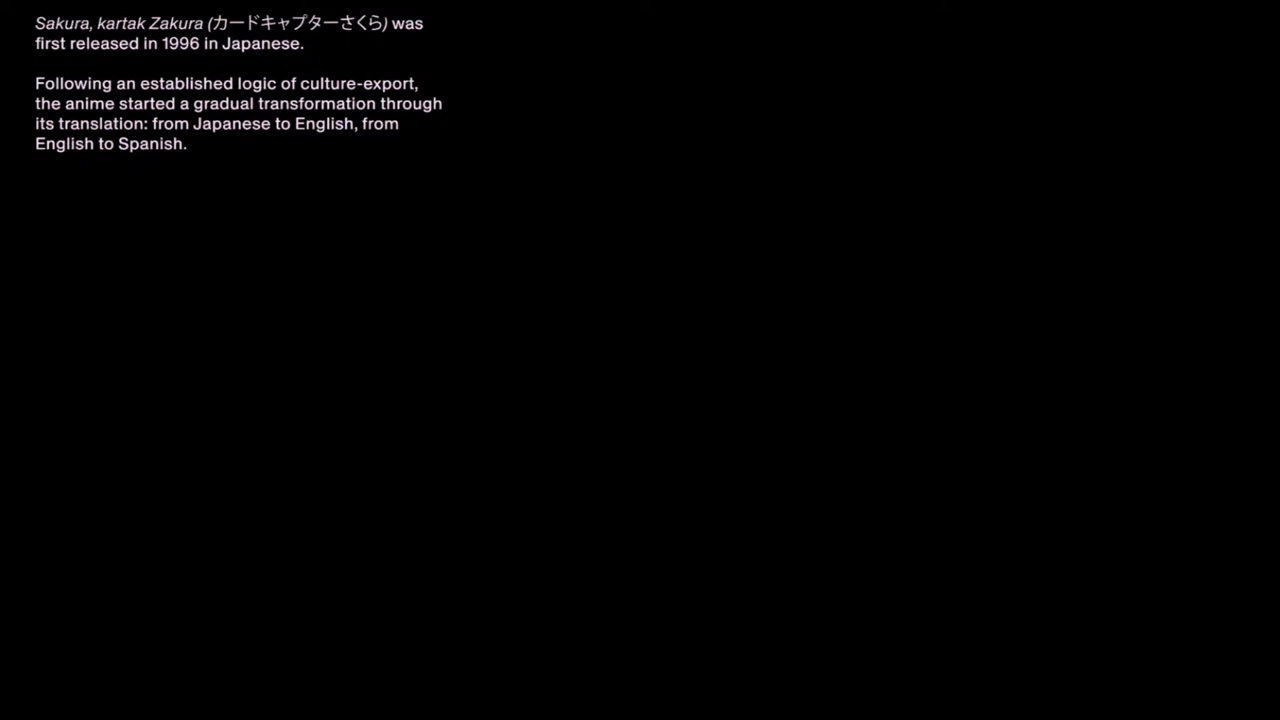 Sakura, kartak Zakura (カードキャプターさくら) was
first released in 1996 in Japanese.
Following an established logic of culture-export,
the anime started a gradual transformation through
its translation: from Japanese to English, from
English to Spanish.